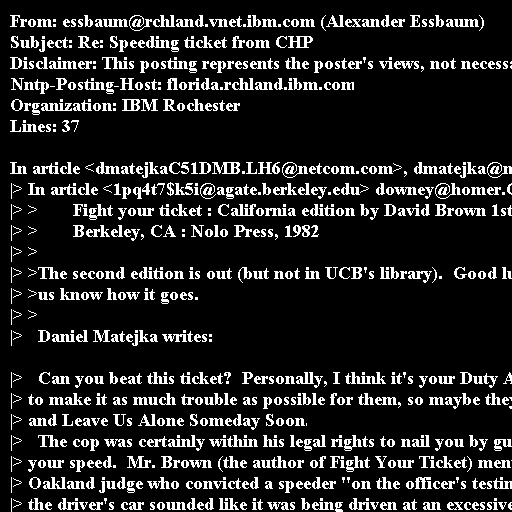 From: essbaum@rchland.vnet.ibm.com (Alexander Essbaum)
Subject: Re: Speeding ticket from CHP
Disclaimer: This posting represents the poster's views, not necessa
Nntp-Posting-Host: florida.rchland.ibm.com
Organization: IBM Rochester
Lines: 37

In article <dmatejkaC51DMB.LH6@netcom.com>, dmatejka@n
|> In article <1pq4t7$k5i@agate.berkeley.edu> downey@homer.C
|> >        Fight your ticket : California edition by David Brown 1st
|> >        Berkeley, CA : Nolo Press, 1982
|> >
|> >The second edition is out (but not in UCB's library).  Good lu
|> >us know how it goes.
|> >
|>   Daniel Matejka writes:

|>   Can you beat this ticket?  Personally, I think it's your Duty A
|> to make it as much trouble as possible for them, so maybe they
|> and Leave Us Alone Someday Soon.
|>   The cop was certainly within his legal rights to nail you by gu
|> your speed.  Mr. Brown (the author of Fight Your Ticket) men
|> Oakland judge who convicted a speeder "on the officer's testin
|> the driver's car sounded like it was being driven at an excessive